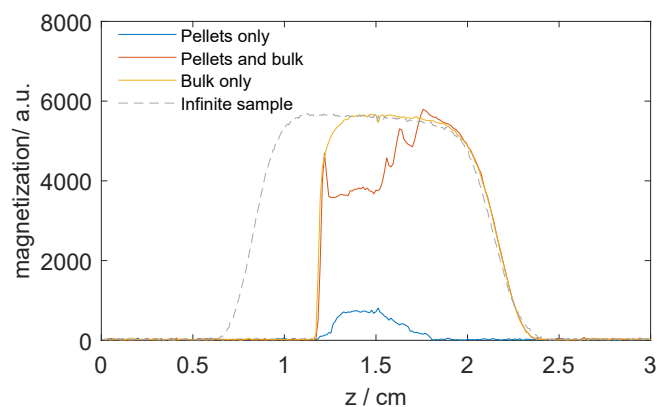 8000
6000
4000
2000
0
magnetization/ a.u.
Pellets only
Pellets and bulk
Bulk only
Infinite sample
0 0.5 1 1.5 2 2.5 3
z / cm